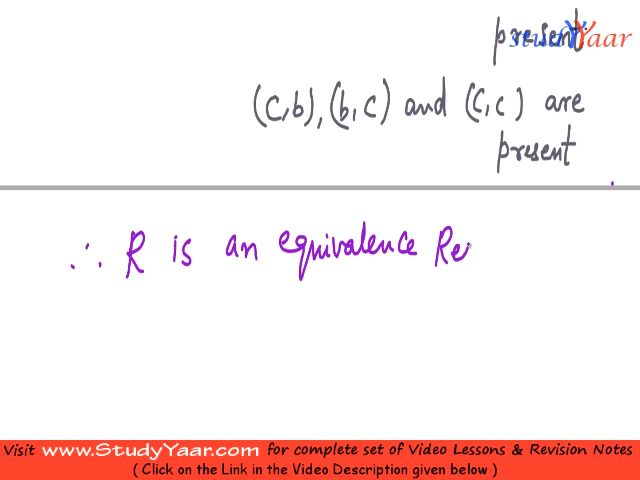 present
StudyYaar
(C,b), (b,c) and (C,c) are
present
∴ R is an equivalence Re
Visit www.StudyYaar.com for complete set of Video Lessons & Revision Notes
( Click on the Link in the Video Description given below )